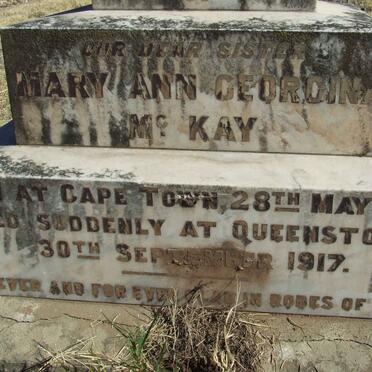 OUR DEAR SISTER
MARY ANN GEORGIN
Mc KAY
AT CAPE TOWN, 28TH MAY
SUDDENLY AT QUEENSTO
30TH SEPTEMBER 1917.
EVER AND FOR EVER IN ROBES OF